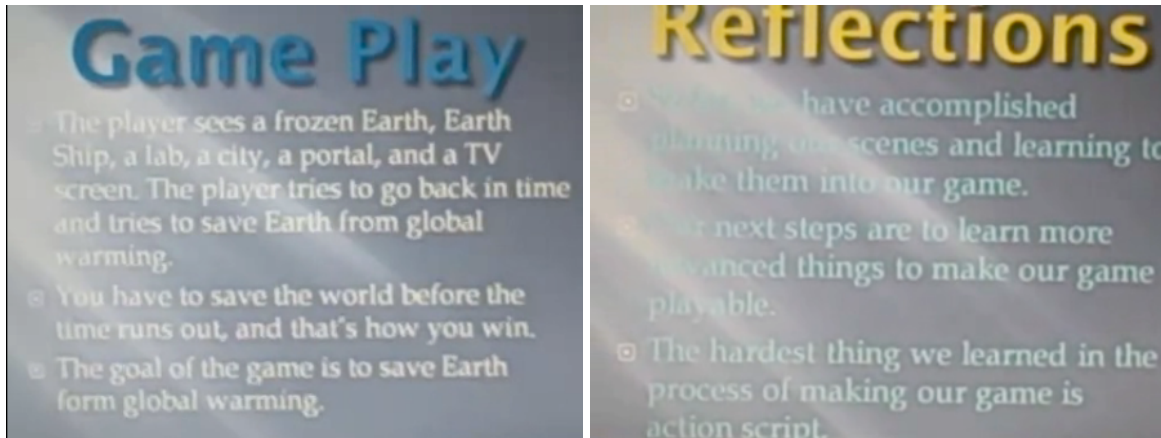 Game Play
The player sees a frozen Earth, Earth
Ship, a lab, a city, a portal, and a TV
screen. The player tries to go back in time
and tries to save Earth from global
warming.
You have to save the world before the
time runs out, and that's how you win.
The goal of the game is to save Earth
form global warming.
Reflections
have accomplished
planning our scenes and learning to
make them into our game.
next steps are to learn more
advanced things to make our game
playable.
The hardest thing we learned in the
process of making our game is
action script.